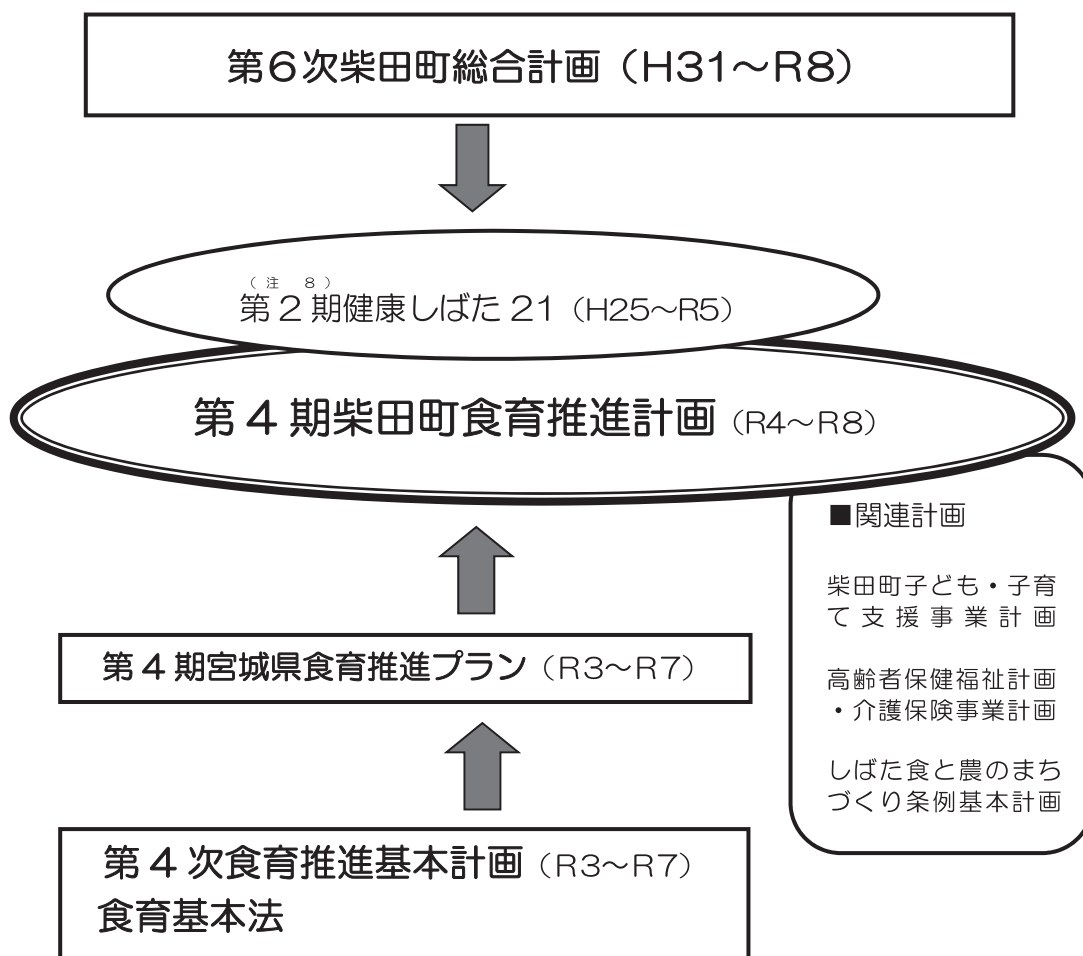 第6次柴田町総合計画（H31～R8）
（注 8）
第2期健康しばた21（H25～R5）
第4期柴田町食育推進計画（R4～R8）
■関連計画
柴田町子ども・子育
て支援事業計画
高齢者保健福祉計画
・介護保険事業計画
しばた食と農のまち
づくり条例基本計画
第4期宮城県食育推進プラン（R3～R7）
第4次食育推進基本計画（R3～R7）
食育基本法